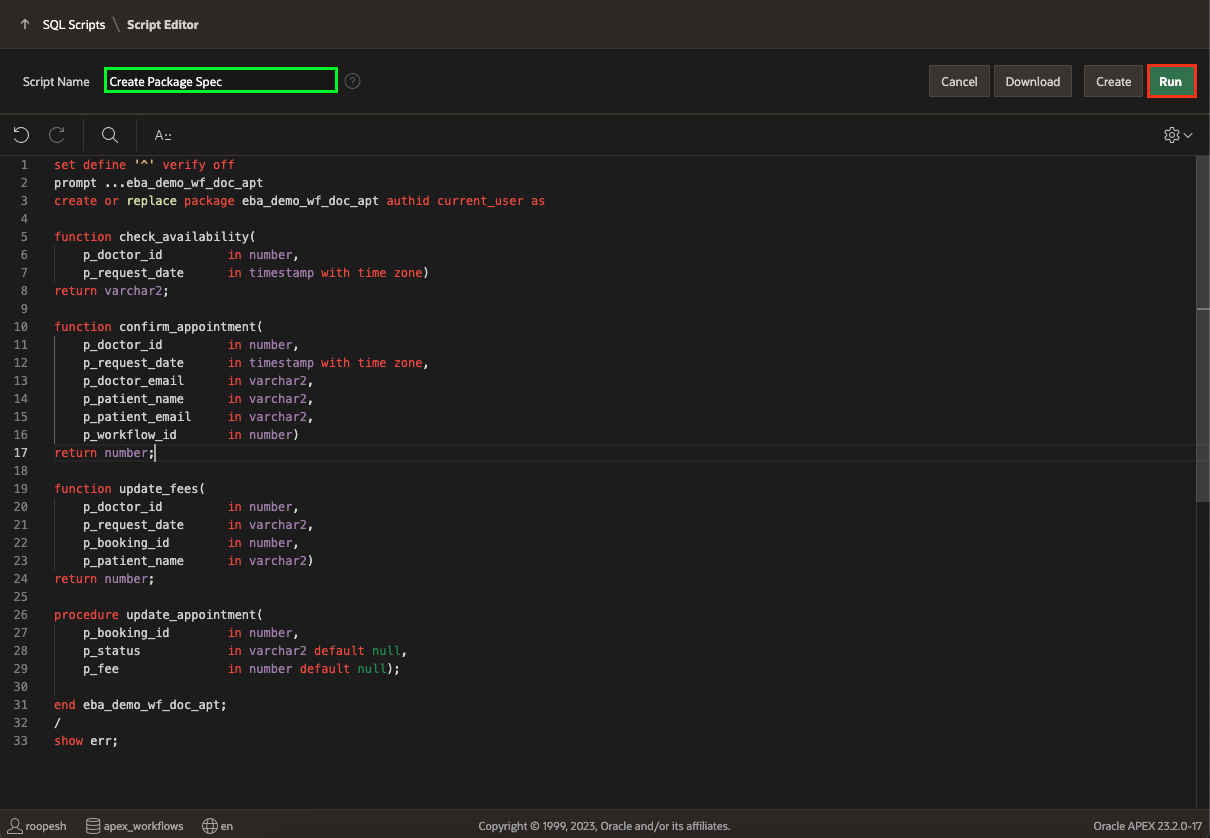 SQL Scripts \ Script Editor
Script Name Create Package Spec ? Cancel Download Create Run
A::
1 set define '^' verify off
2 prompt ...eba_demo_wf_doc_apt
3 create or replace package eba_demo_wf_doc_apt authid current_user as
4
5 function check_availability(
6     p_doctor_id         in number,
7     p_request_date      in timestamp with time zone)
8 return varchar2;
9
10 function confirm_appointment(
11     p_doctor_id         in number,
12     p_request_date      in timestamp with time zone,
13     p_doctor_email      in varchar2,
14     p_patient_name      in varchar2,
15     p_patient_email     in varchar2,
16     p_workflow_id       in number)
17 return number;
18
19 function update_fees(
20     p_doctor_id         in number,
21     p_request_date      in varchar2,
22     p_booking_id        in number,
23     p_patient_name      in varchar2)
24 return number;
25
26 procedure update_appointment(
27     p_booking_id        in number,
28     p_status            in varchar2 default null,
29     p_fee               in number default null);
30
31 end eba_demo_wf_doc_apt;
32 /
33 show err;
roopesh apex_workflows en Copyright © 1999, 2023, Oracle and/or its affiliates. Oracle APEX 23.2.0-17